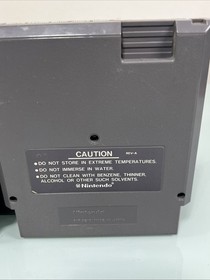 CAUTION REV-A
• DO NOT STORE IN EXTREME TEMPERATURES.
• DO NOT IMMERSE IN WATER.
• DO NOT CLEAN WITH BENZENE, THINNER,
ALCOHOL OR OTHER SUCH SOLVENTS.
®Nintendo